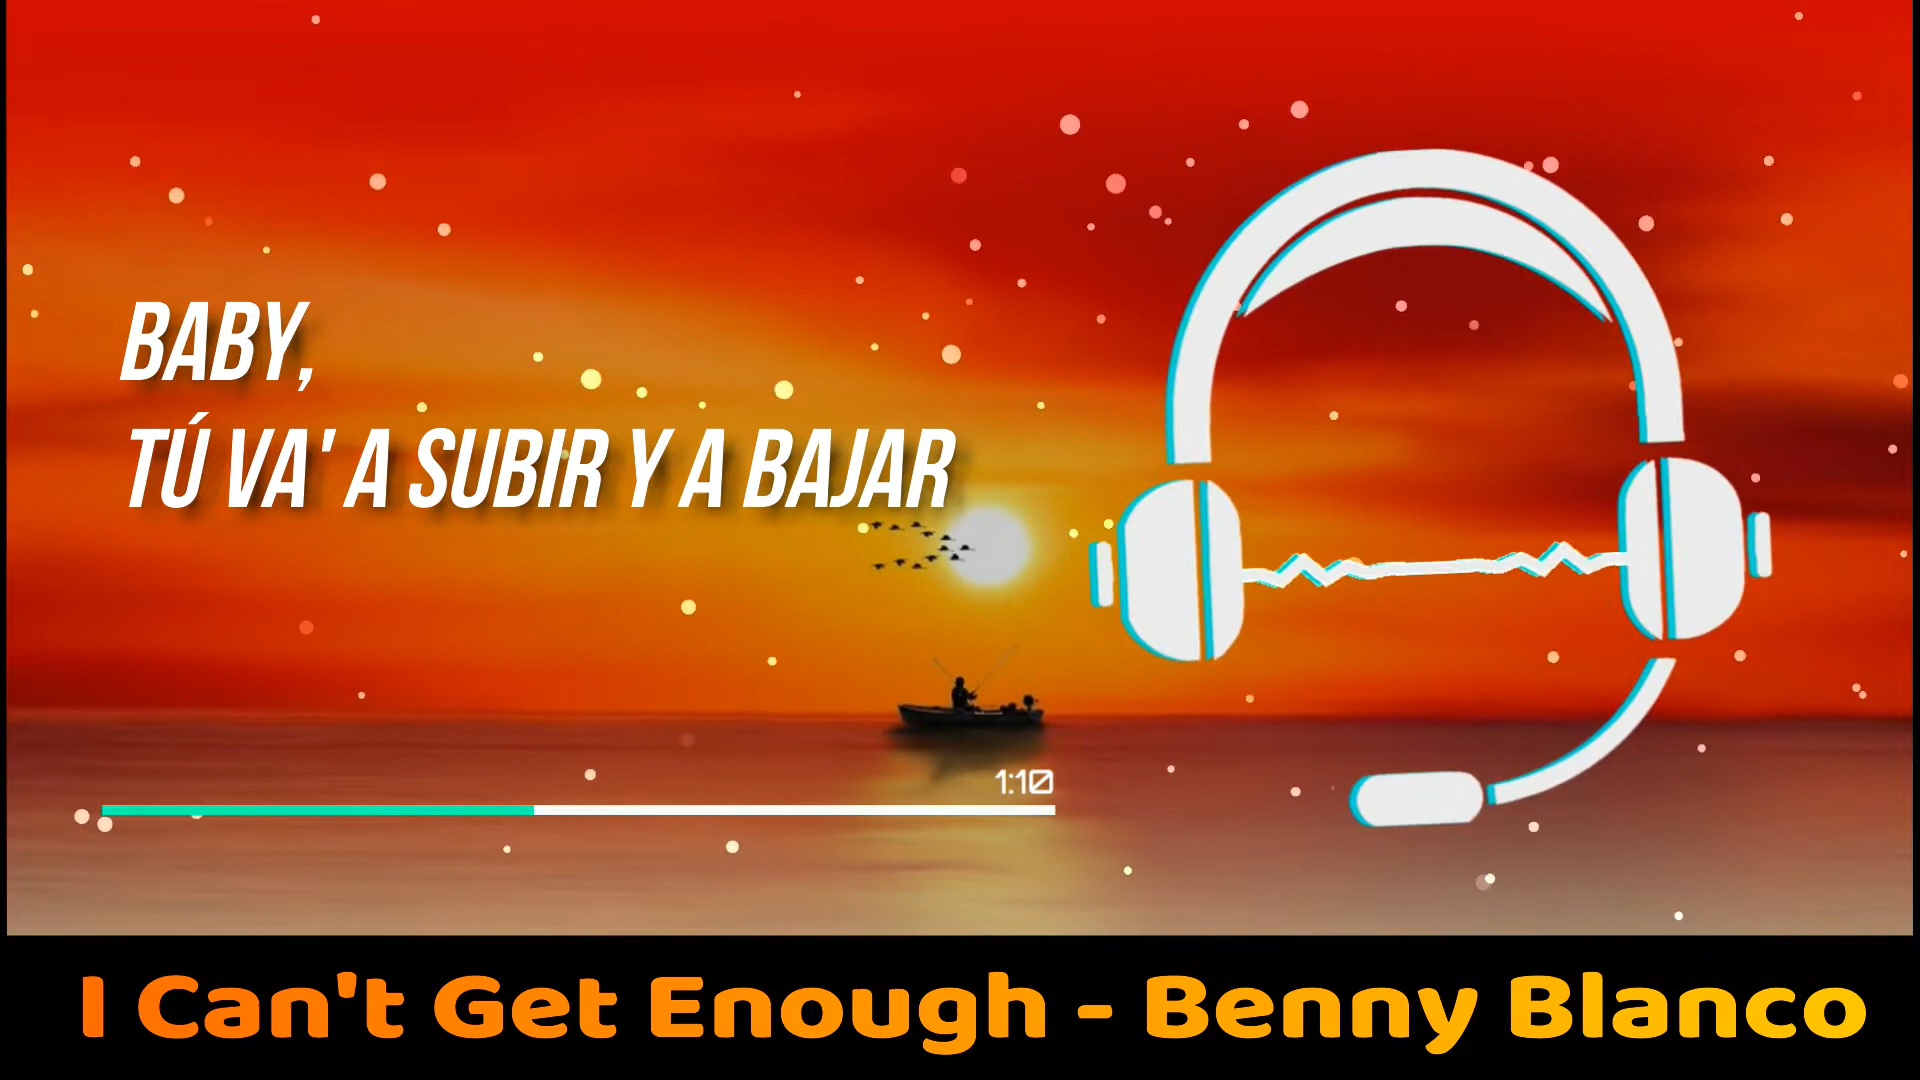 BABY,
TÚ VA' A SUBIR Y A BAJAR
1:10
I Can't Get Enough - Benny Blanco